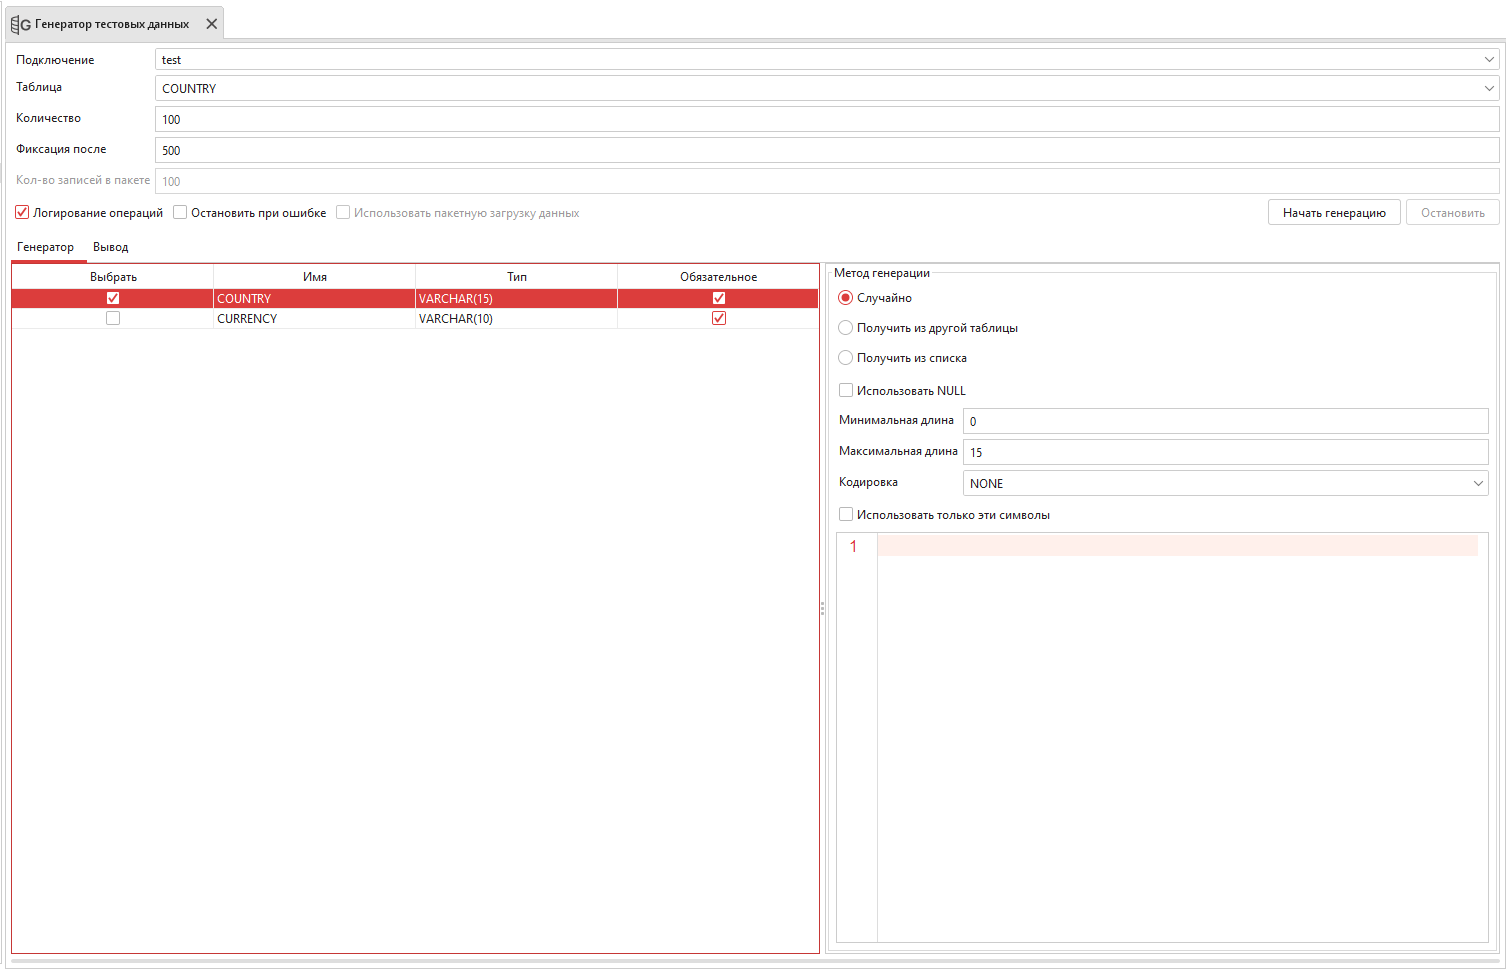 Генератор тестовых данных
Подключение test
Таблица COUNTRY
Количество 100
Фиксация после 500
Кол-во записей в пакете 100
Логирование операций Остановить при ошибке Использовать пакетную загрузку данных Начать генерацию Остановить
Генератор Вывод
Выбрать Имя Тип Обязательное
COUNTRY VARCHAR(15)
CURRENCY VARCHAR(10)
Метод генерации
Случайно
Получить из другой таблицы
Получить из списка
Использовать NULL
Минимальная длина 0
Максимальная длина 15
Кодировка NONE
Использовать только эти символы
1